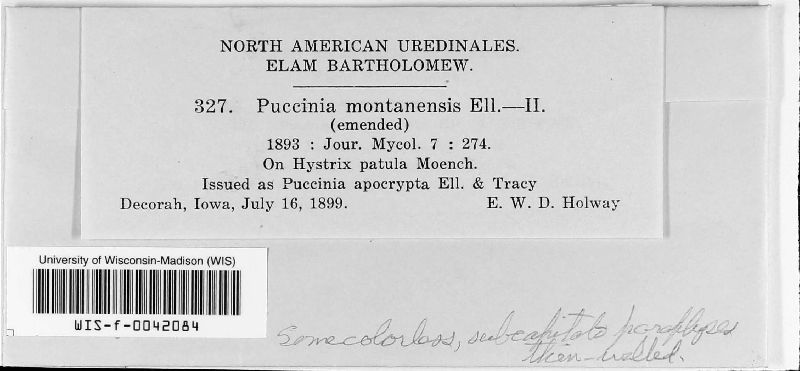 NORTH AMERICAN UREDINALES.
ELAM BARTHOLOMEW.
327. Puccinia montanensis Ell.—II.
(emended)
1893 : Jour. Mycol. 7 : 274.
On Hystrix patula Moench.
Issued as Puccinia apocrypta Ell. & Tracy
Decorah, Iowa, July 16, 1899. E. W. D. Holway
University of Wisconsin-Madison (WIS)
WIS-f-0042084
Some colorless, subcapitate paraphyses
thin-walled.